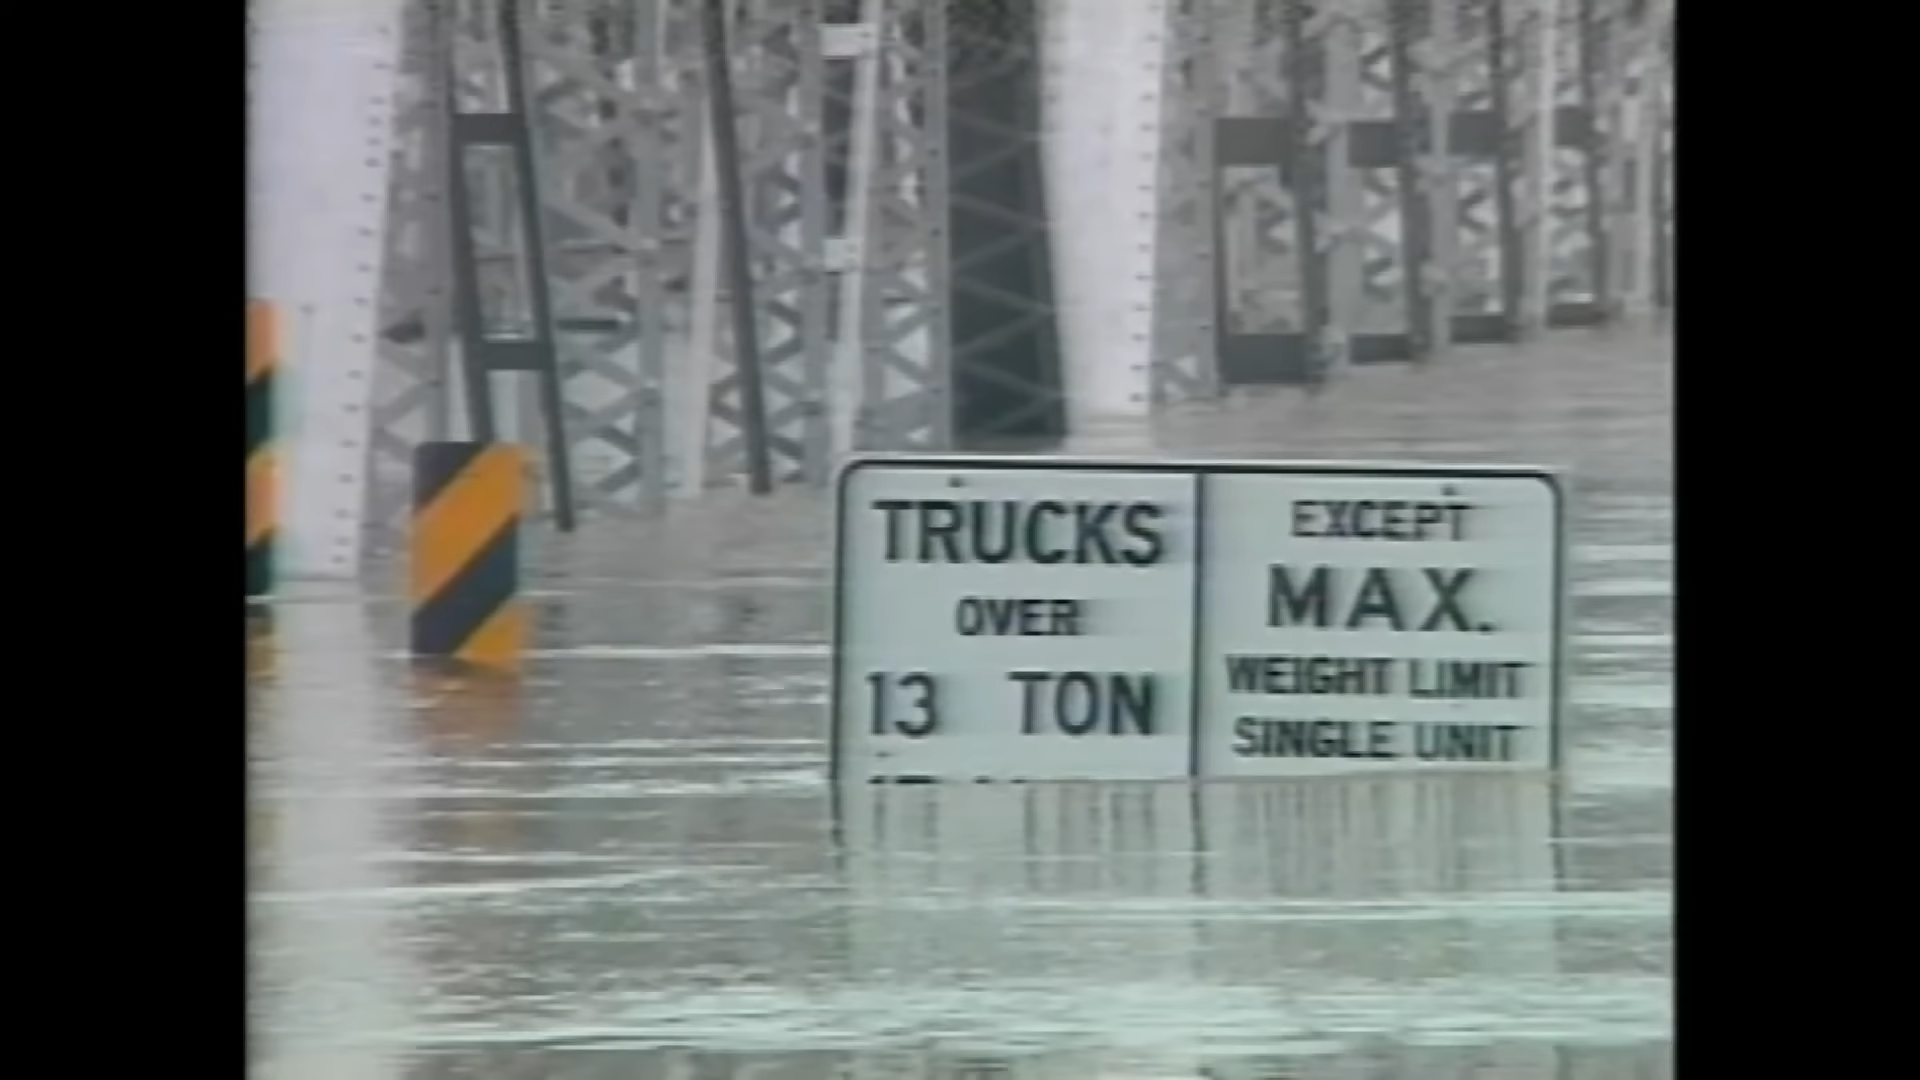 TRUCKS
OVER
13 TON
EXCEPT
MAX.
WEIGHT LIMIT
SINGLE UNIT